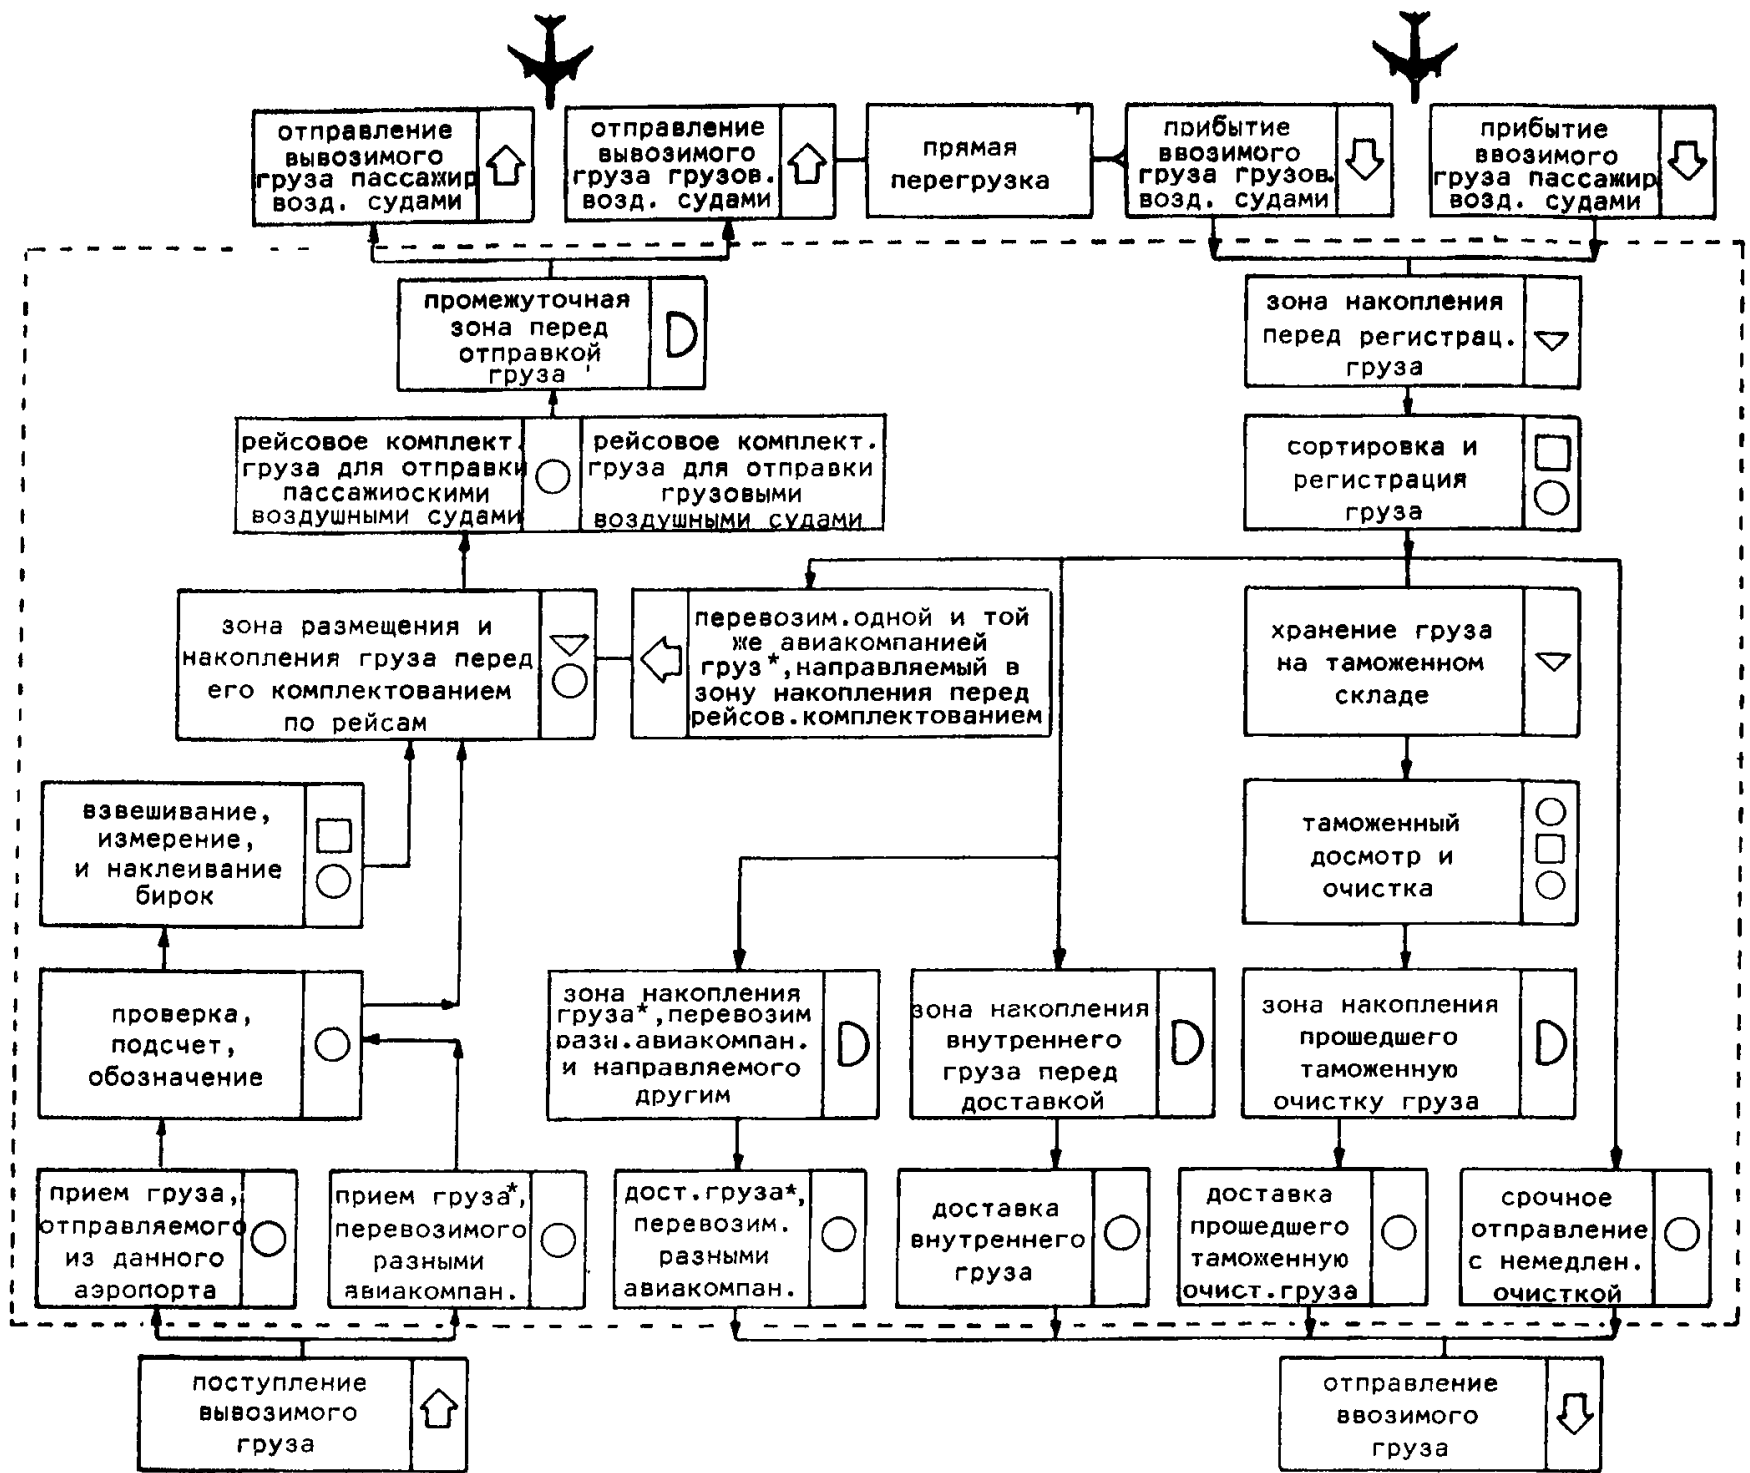 отправление
вывозимого
груза пассажир
возд. судами
отправление
вывозимого
груза грузов.
возд. судами
прямая
перегрузка
прибытие
ввозимого
груза грузов.
возд. судами
прибытие
ввозимого
груза пассажир
возд. судами
промежуточная
зона перед
отправкой
груза
зона накопления
перед регистрац.
груза
рейсовое комплект.
груза для отправки
пассажирскими
воздушными судами
рейсовое комплект.
груза для отправки
грузовыми
воздушными судами
сортировка и
регистрация
груза
зона размещения и
накопления груза перед
его комплектованием
по рейсам
перевозим.одной и той
же авиакомпанией
груз*,направляемый в
зону накопления перед
рейсов.комплектованием
хранение груза
на таможенном
складе
взвешивание,
измерение,
и наклеивание
бирок
таможенный
досмотр и
очистка
проверка,
подсчет,
обозначение
зона накопления
груза*,перевозим
разн.авиакомпан.
и направляемого
другим
зона накопления
внутреннего
груза перед
доставкой
зона накопления
прошедшего
таможенную
очистку груза
прием груза,
отправляемого
из данного
аэропорта
прием груза*,
перевозимого
разными
авиакомпан.
дост.груза*,
перевозим.
разными
авиакомпан.
доставка
внутреннего
груза
доставка
прошедшего
таможенную
очист.груза
срочное
отправление
с немедлен.
очисткой
поступление
вывозимого
груза
отправление
ввозимого
груза